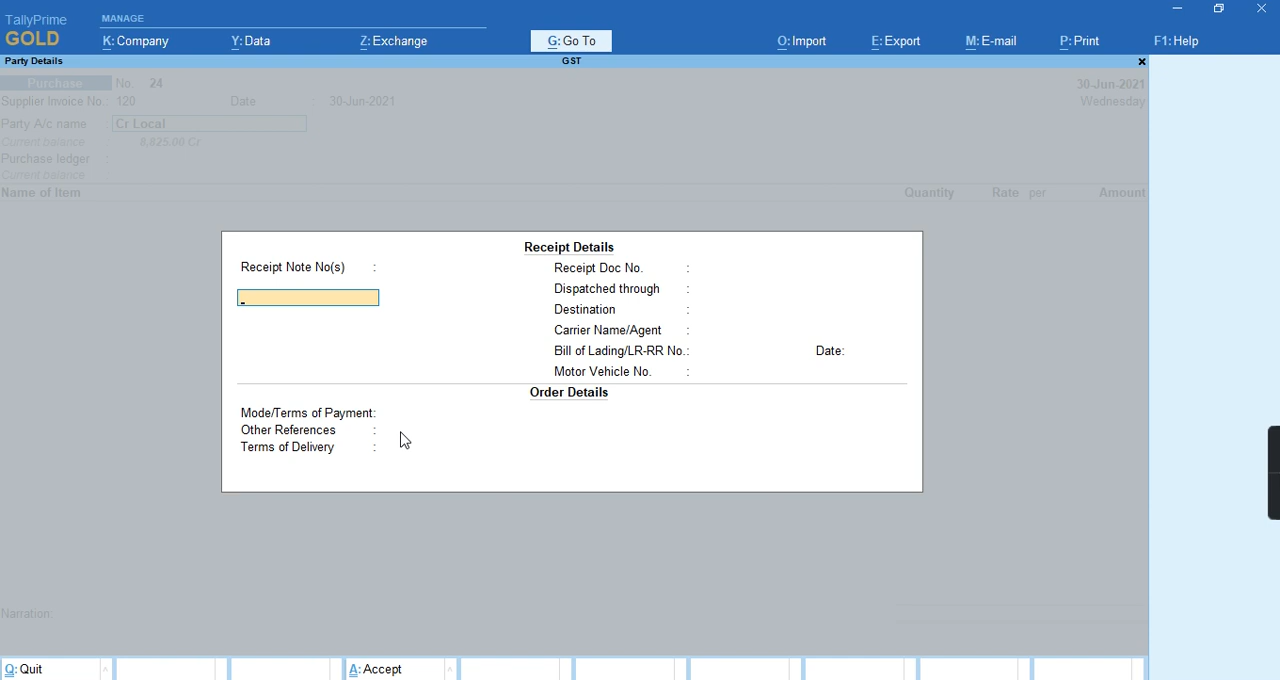 TallyPrime
GOLD
MANAGE
K: Company
Y: Data
Z: Exchange
G: Go To
O: Import
E: Export
M: E-mail
P: Print
F1: Help
Party Details
GST
Purchase No. 24
30-Jun-2021
Supplier Invoice No.: 120 Date : 30-Jun-2021
Wednesday
Party A/c name : Cr Local
Current balance : 8,825.00 Cr
Purchase ledger :
Current balance :
Name of Item Quantity Rate per Amount
Receipt Details
Receipt Note No(s) :
Receipt Doc No. :
Dispatched through :
Destination :
Carrier Name/Agent :
Bill of Lading/LR-RR No.: Date:
Motor Vehicle No. :
Order Details
Mode/Terms of Payment:
Other References :
Terms of Delivery :
Narration:
Q: Quit
A: Accept